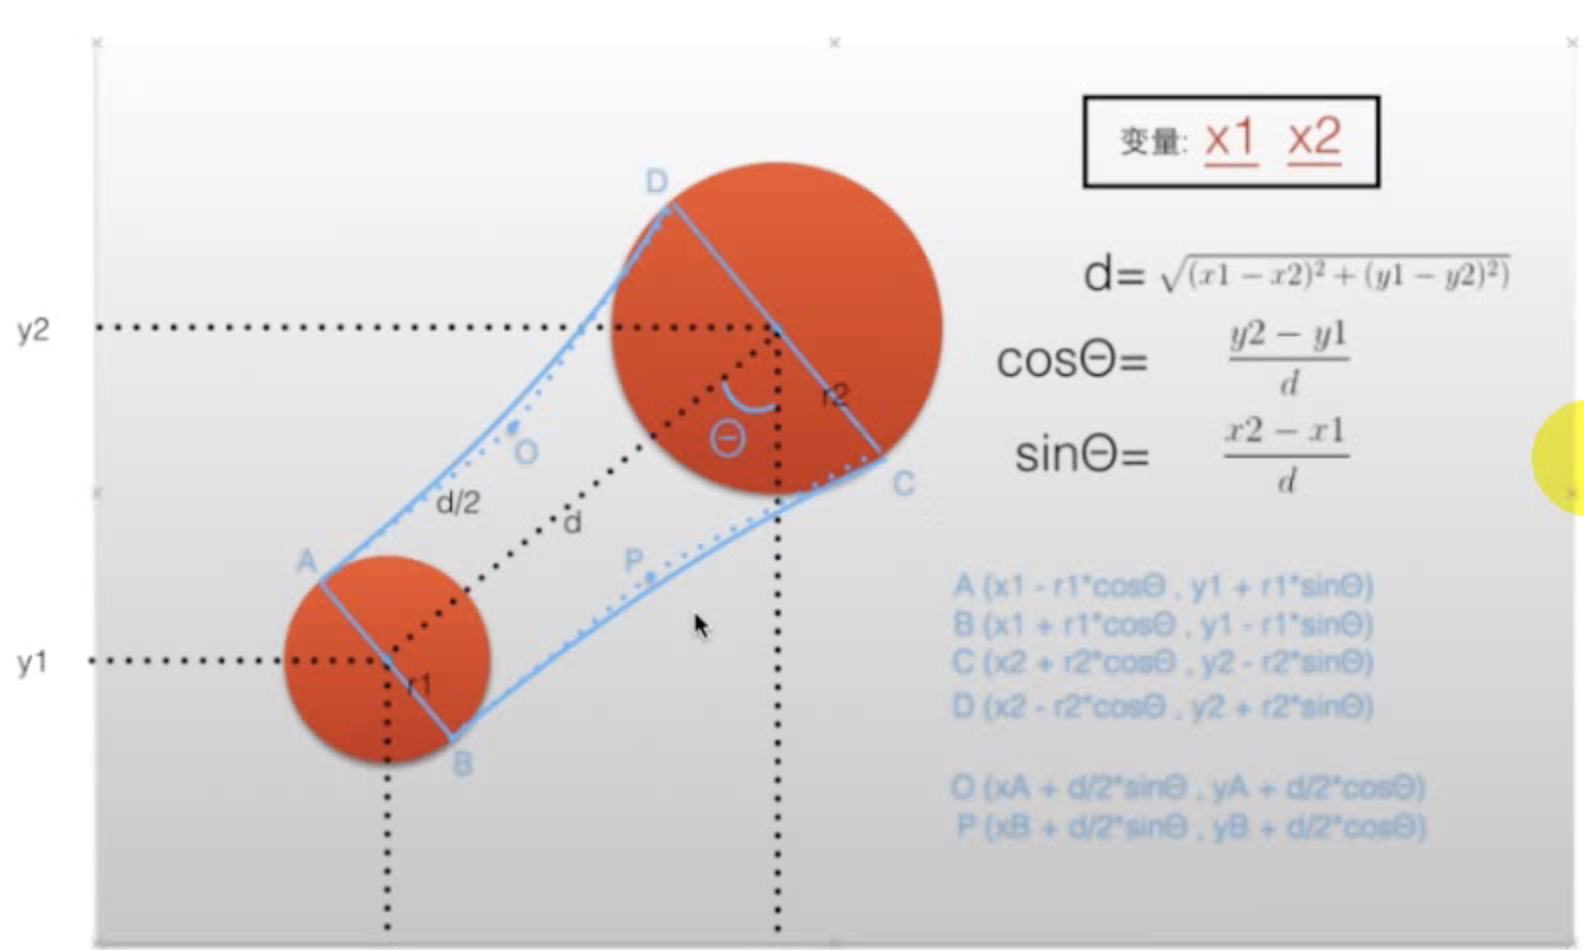 变量: x1 x2
D
d= √(x1 − x2)² + (y1 − y2)²)
y2
cosΘ= y2 − y1 / d
r2
Θ
O
sinΘ= x2 − x1 / d
C
d/2
d
A
P
A (x1 - r1*cosΘ , y1 + r1*sinΘ)
B (x1 + r1*cosΘ , y1 - r1*sinΘ)
y1
C (x2 + r2*cosΘ , y2 - r2*sinΘ)
r1
D (x2 - r2*cosΘ , y2 + r2*sinΘ)
B
O (xA + d/2*sinΘ , yA + d/2*cosΘ)
P (xB + d/2*sinΘ , yB + d/2*cosΘ)